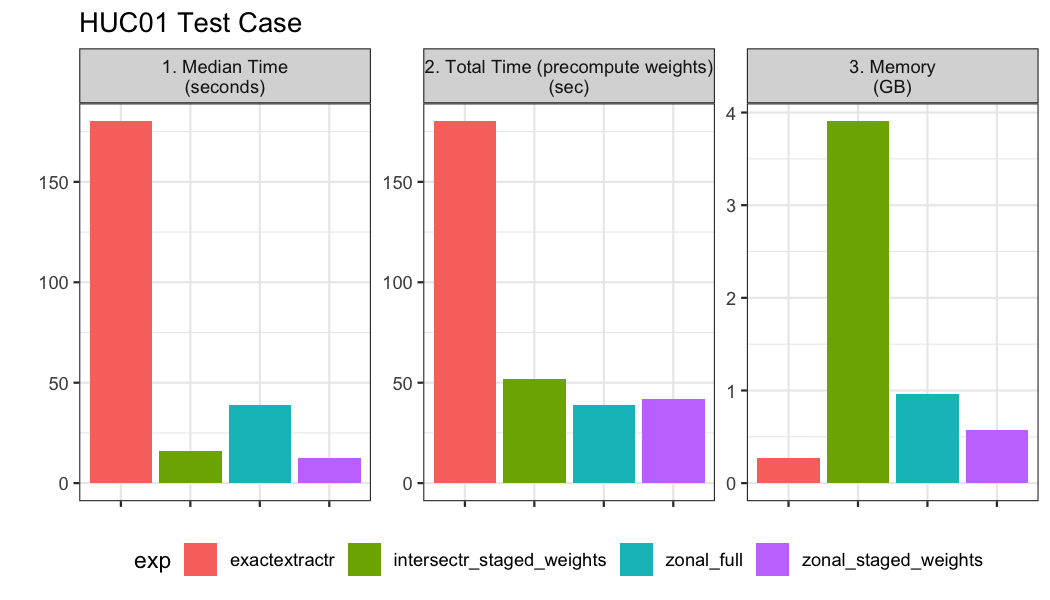 HUC01 Test Case
1. Median Time
(seconds)
2. Total Time (precompute weights)
(sec)
3. Memory
(GB)
150
100
50
0
150
100
50
0
4
3
2
1
0
exp exactextractr intersectr_staged_weights zonal_full zonal_staged_weights